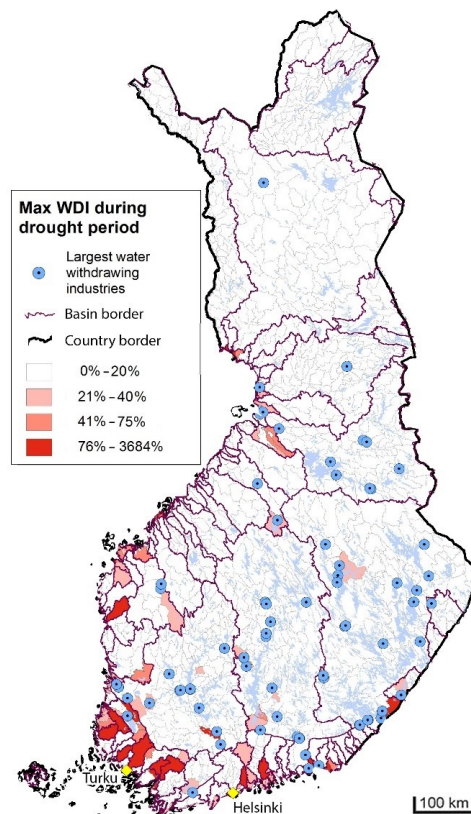 Max WDI during
drought period
Largest water
withdrawing
industries
Basin border
Country border
0% – 20%
21% – 40%
41% – 75%
76% – 3684%
Turku
Helsinki
100 km